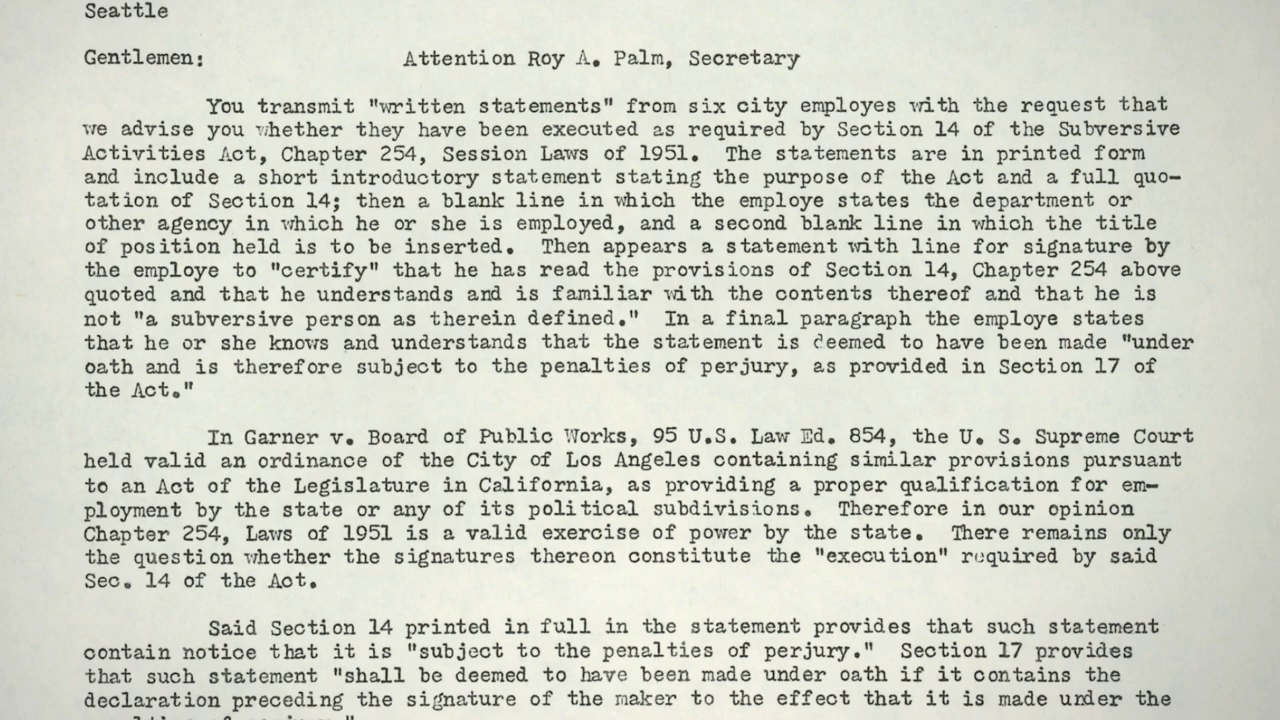 Seattle
Gentlemen: Attention Roy A. Palm, Secretary
You transmit "written statements" from six city employes with the request that
we advise you whether they have been executed as required by Section 14 of the Subversive
Activities Act, Chapter 254, Session Laws of 1951. The statements are in printed form
and include a short introductory statement stating the purpose of the Act and a full quo-
tation of Section 14; then a blank line in which the employe states the department or
other agency in which he or she is employed, and a second blank line in which the title
of position held is to be inserted. Then appears a statement with line for signature by
the employe to "certify" that he has read the provisions of Section 14, Chapter 254 above
quoted and that he understands and is familiar with the contents thereof and that he is
not "a subversive person as therein defined." In a final paragraph the employe states
that he or she knows and understands that the statement is deemed to have been made "under
oath and is therefore subject to the penalties of perjury, as provided in Section 17 of
the Act."
In Garner v. Board of Public Works, 95 U.S. Law Ed. 854, the U. S. Supreme Court
held valid an ordinance of the City of Los Angeles containing similar provisions pursuant
to an Act of the Legislature in California, as providing a proper qualification for em-
ployment by the state or any of its political subdivisions. Therefore in our opinion
Chapter 254, Laws of 1951 is a valid exercise of power by the state. There remains only
the question whether the signatures thereon constitute the "execution" required by said
Sec. 14 of the Act.
Said Section 14 printed in full in the statement provides that such statement
contain notice that it is "subject to the penalties of perjury." Section 17 provides
that such statement "shall be deemed to have been made under oath if it contains the
declaration preceding the signature of the maker to the effect that it is made under the